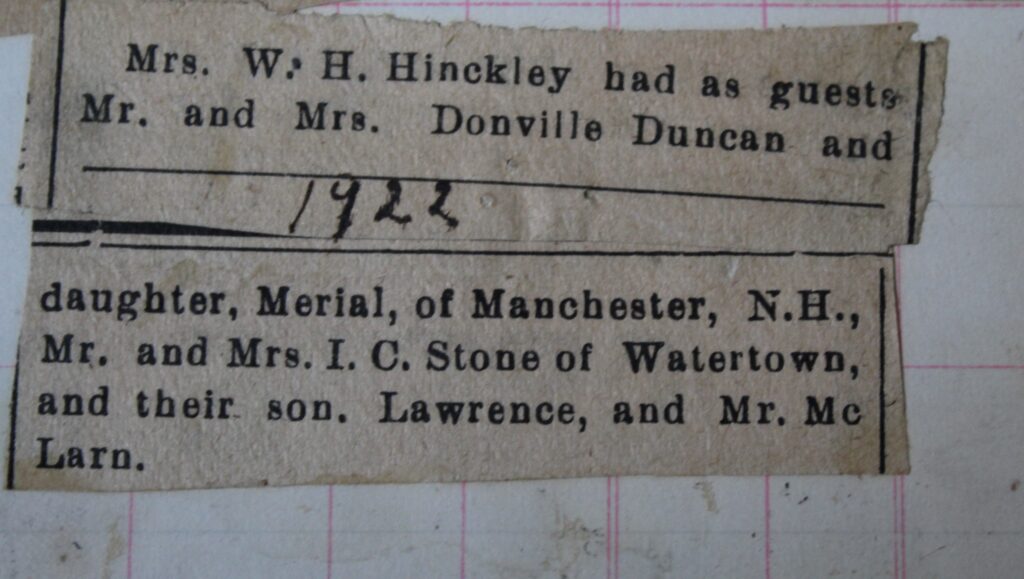 Mrs. W. H. Hinckley had as guests
Mr. and Mrs. Donville Duncan and
1922
daughter, Merial, of Manchester, N.H.,
Mr. and Mrs. I. C. Stone of Watertown,
and their son. Lawrence, and Mr. Mc
Larn.